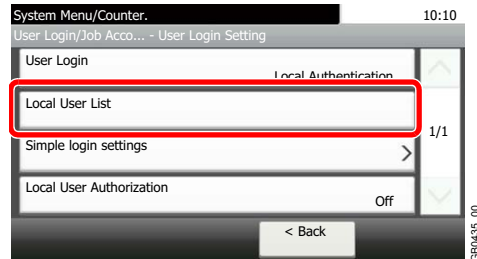 System Menu/Counter.
10:10
User Login/Job Acco... - User Login Setting
User Login
Local Authentication
Local User List
1/1
Simple login settings
Local User Authorization
Off
< Back
GB0435_00